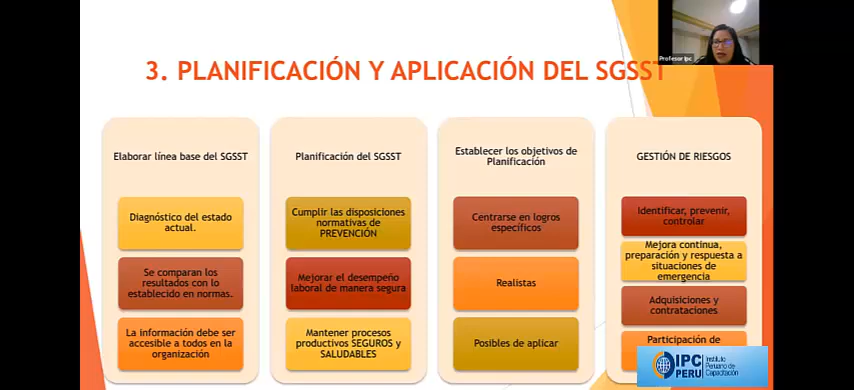 Profesor Ipc
3. PLANIFICACIÓN Y APLICACIÓN DEL SGSST
Elaborar línea base del SGSST
Diagnóstico del estado
actual.
Se comparan los
resultados con lo
establecido en normas.
La información debe ser
accesible a todos en la
organización
Planificación del SGSST
Cumplir las disposiciones
normativas de
PREVENCIÓN
Mejorar el desempeño
laboral de manera segura
Mantener procesos
productivos SEGUROS y
SALUDABLES
Establecer los objetivos de
Planificación
Centrarse en logros
específicos
Realistas
Posibles de aplicar
GESTIÓN DE RIESGOS
Identificar, prevenir,
controlar
Mejora continua,
preparación y respuesta a
situaciones de
emergencia
Adquisiciones y
contrataciones
Participación de
IPC
PERU
Instituto
Peruano de
Capacitación